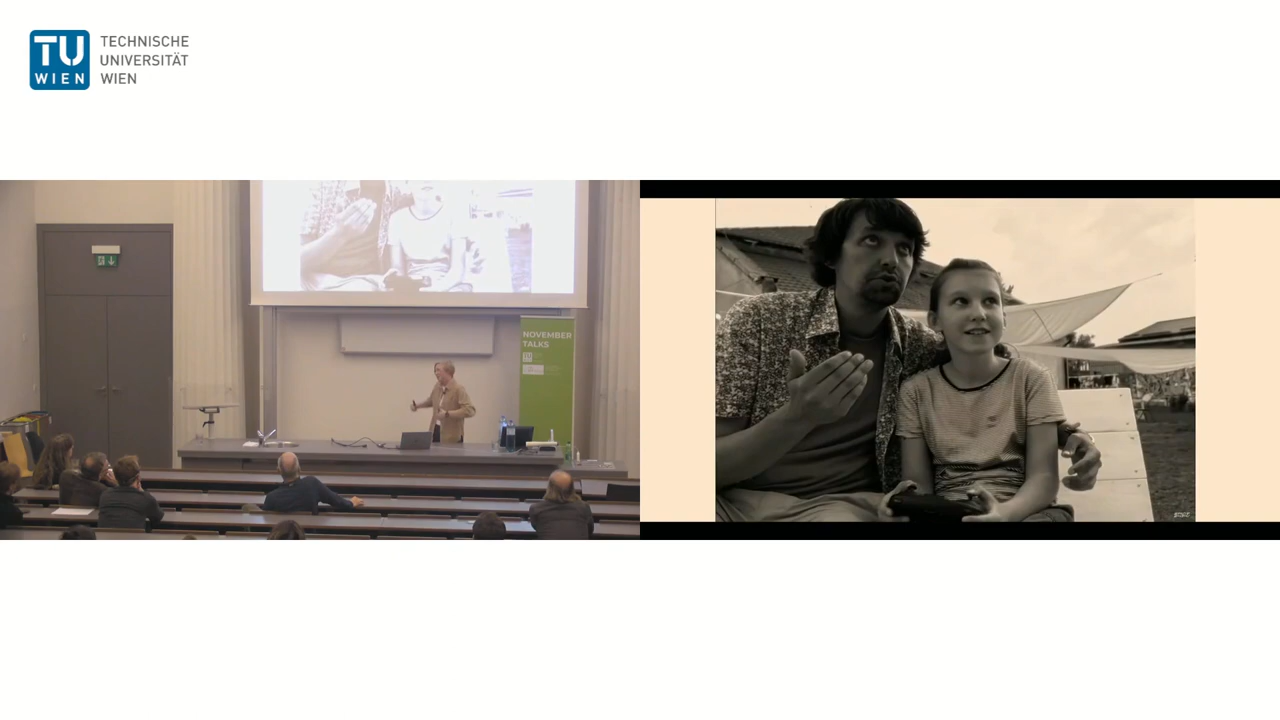 TU
WIEN
TECHNISCHE
UNIVERSITÄT
WIEN
NOVEMBER
TALKS